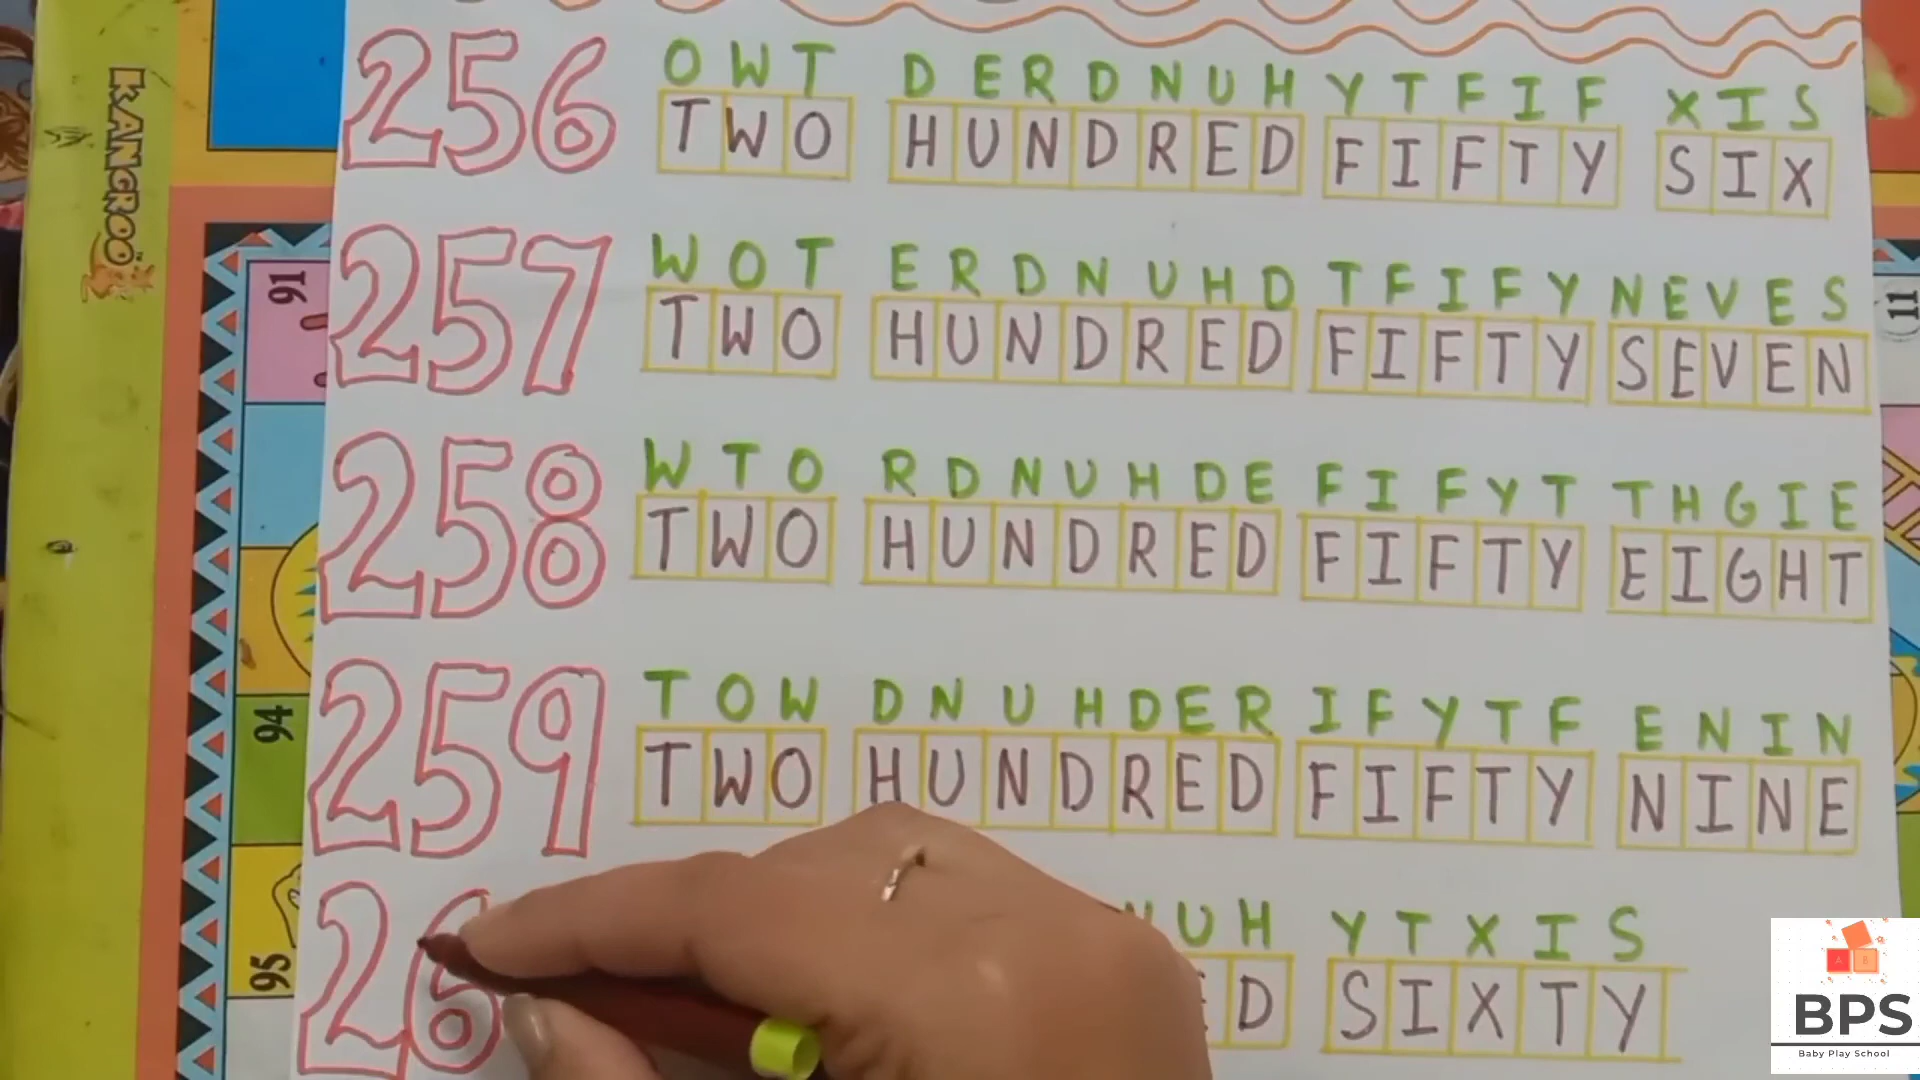 256 OWT DERDNUH YTFIF XIS
TWO HUNDRED FIFTY SIX
257 WOT ERDNUHD TFIFY NEVES
TWO HUNDRED FIFTY SEVEN
258 WTO RDNUHDE FIFYT THGIE
TWO HUNDRED FIFTY EIGHT
259 TOW DNUHDER IFYTF ENIN
TWO HUNDRED FIFTY NINE
26 UH YTXIS
ED SIXTY
KANGROO
91
94
95
11
BPS
Baby Play School